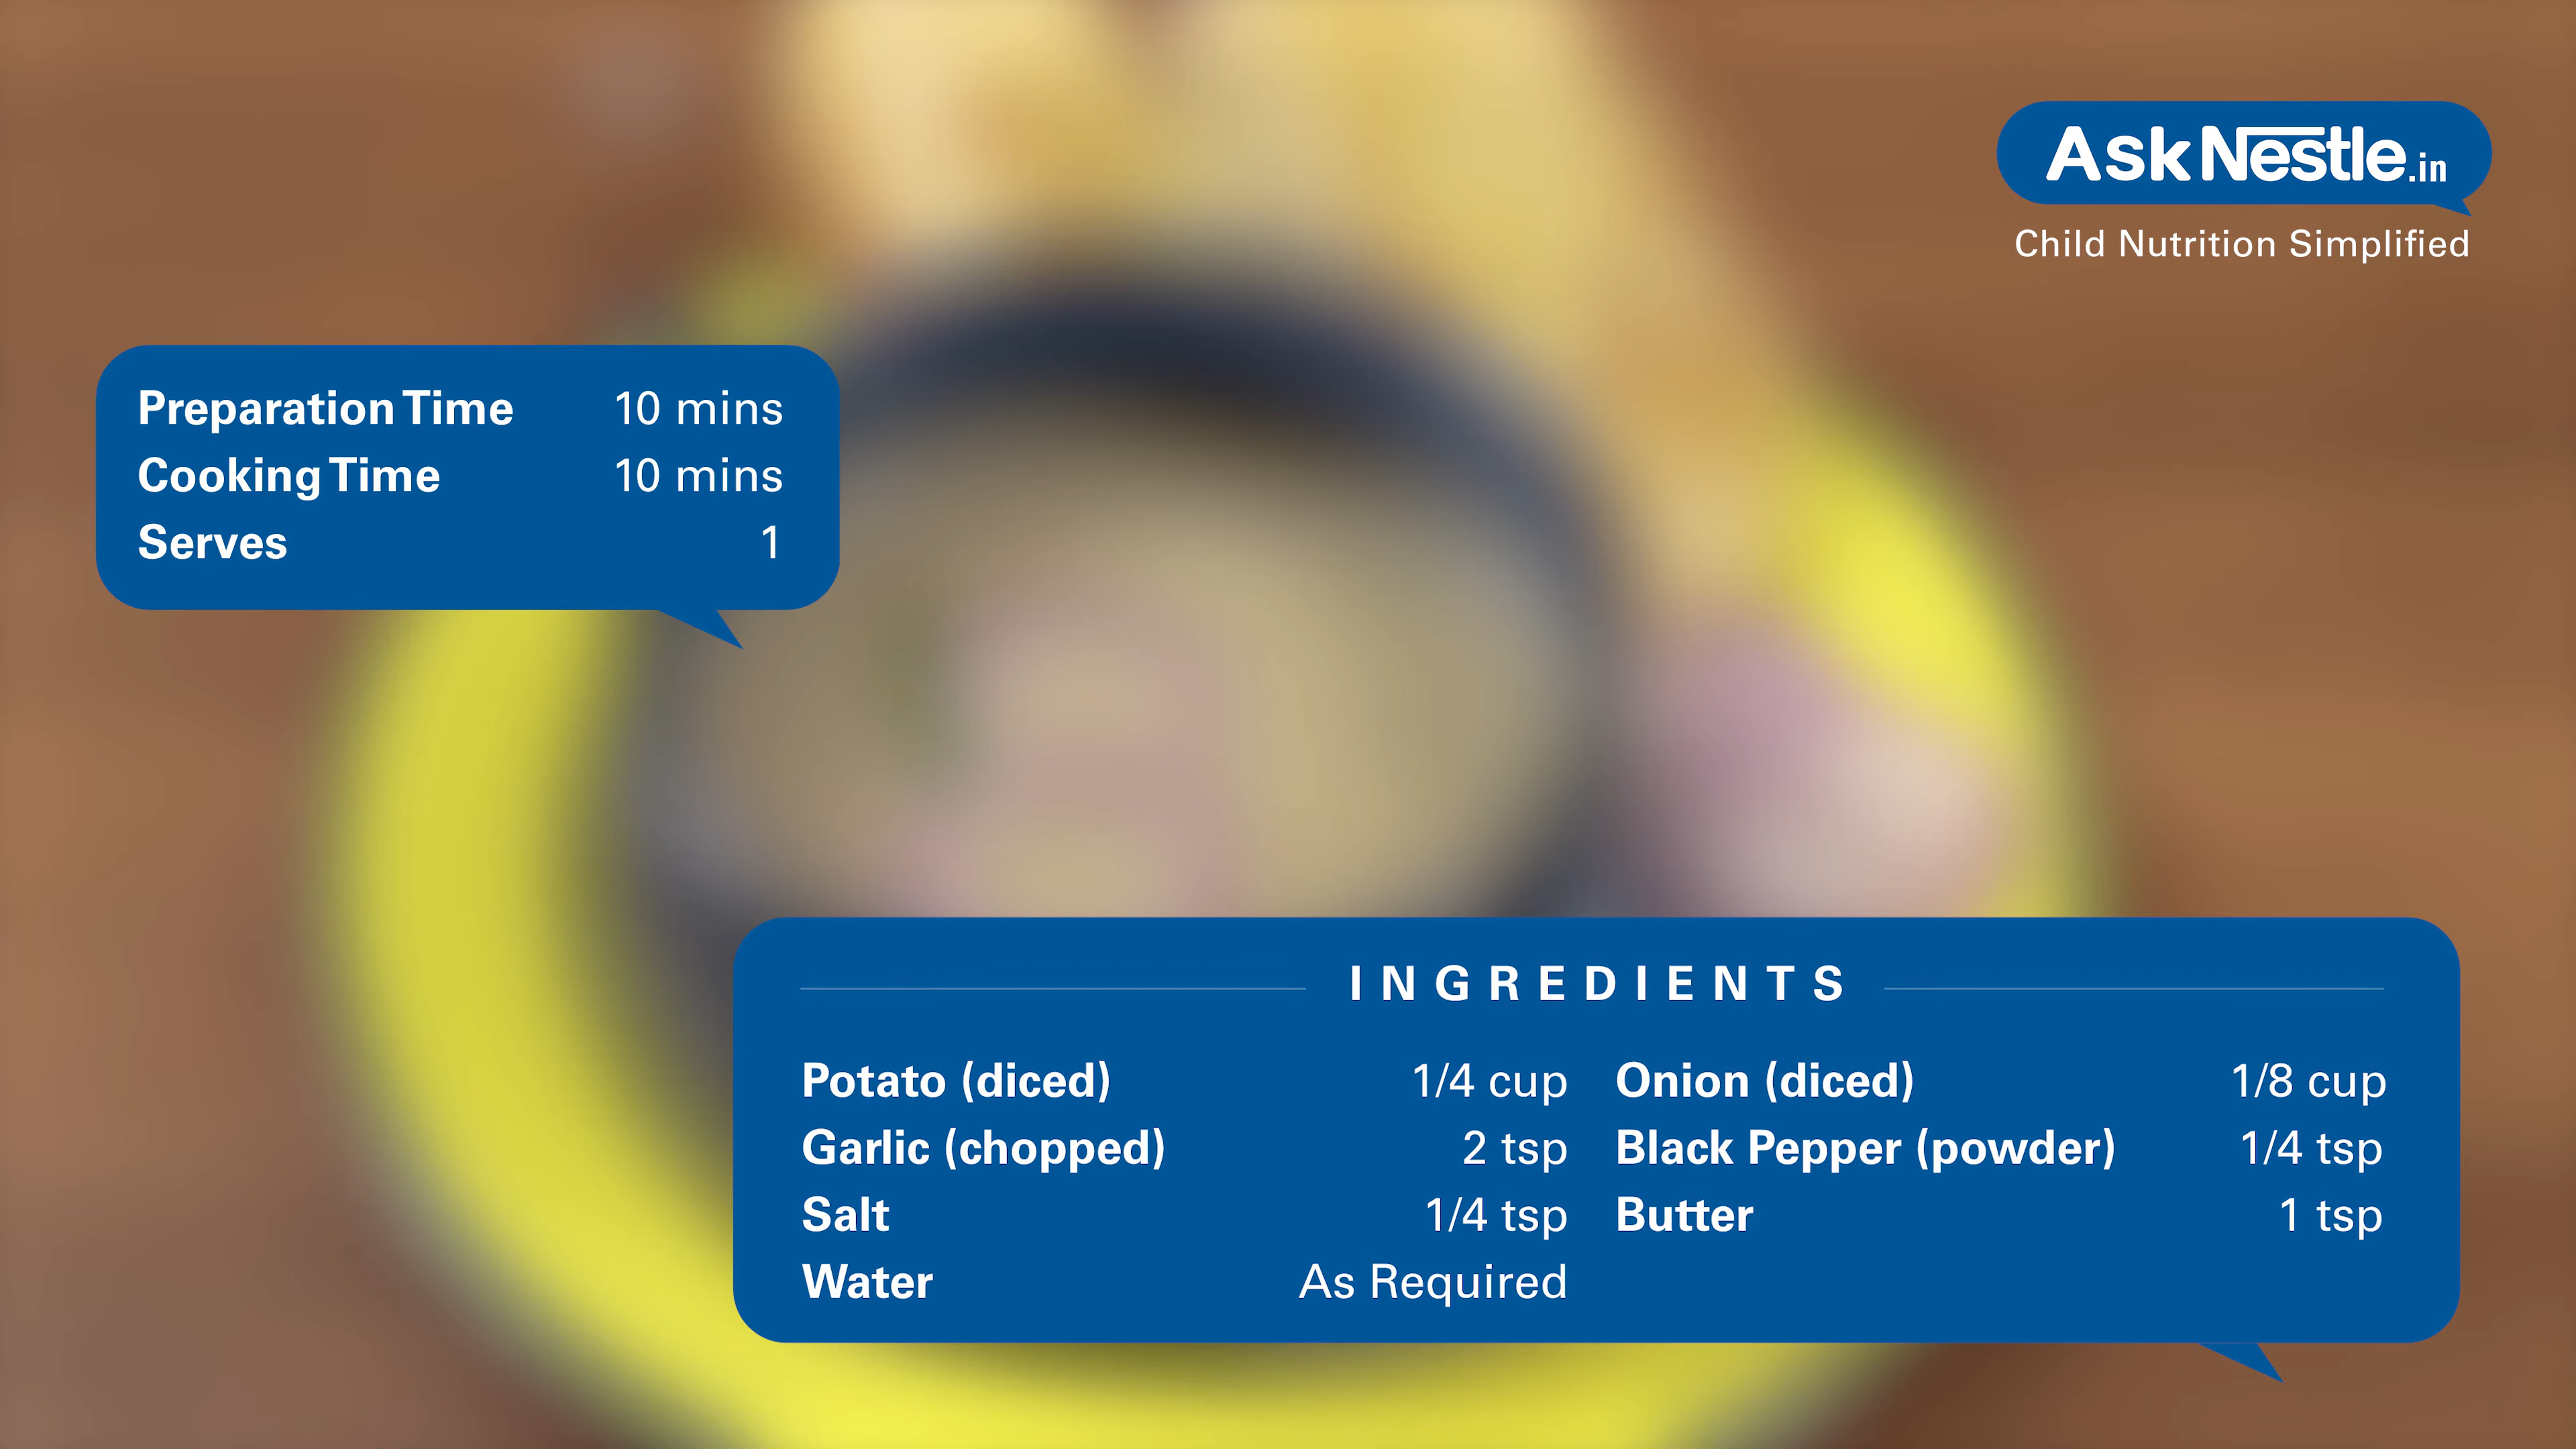 AskNestle.in
Child Nutrition Simplified
Preparation Time 10 mins
Cooking Time 10 mins
Serves 1
INGREDIENTS
Potato (diced) 1/4 cup Onion (diced) 1/8 cup
Garlic (chopped) 2 tsp Black Pepper (powder) 1/4 tsp
Salt 1/4 tsp Butter 1 tsp
Water As Required